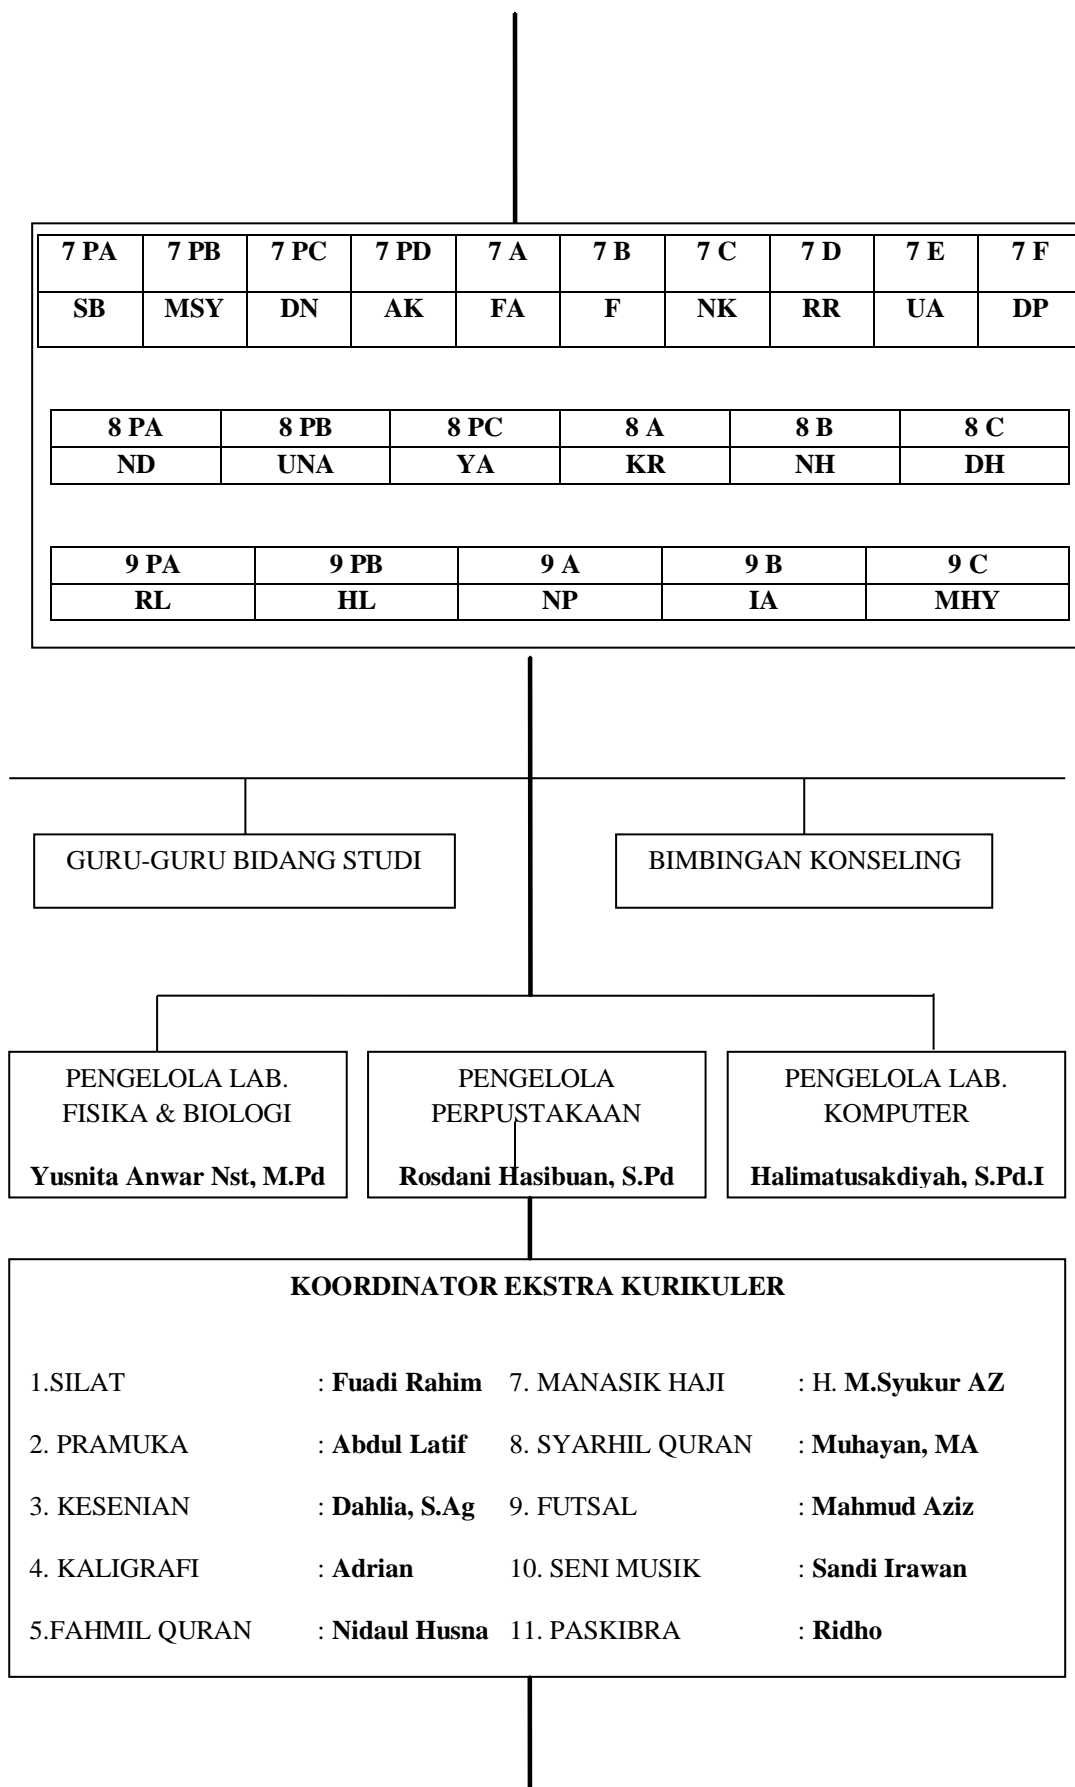 7 PA 7 PB 7 PC 7 PD 7 A 7 B 7 C 7 D 7 E 7 F
SB MSY DN AK FA F NK RR UA DP
8 PA 8 PB 8 PC 8 A 8 B 8 C
ND UNA YA KR NH DH
9 PA 9 PB 9 A 9 B 9 C
RL HL NP IA MHY
GURU-GURU BIDANG STUDI
BIMBINGAN KONSELING
PENGELOLA LAB.
FISIKA & BIOLOGI
Yusnita Anwar Nst, M.Pd
PENGELOLA
PERPUSTAKAAN
Rosdani Hasibuan, S.Pd
PENGELOLA LAB.
KOMPUTER
Halimatusakdiyah, S.Pd.I
KOORDINATOR EKSTRA KURIKULER
1.SILAT : Fuadi Rahim 7. MANASIK HAJI : H. M.Syukur AZ
2. PRAMUKA : Abdul Latif 8. SYARHIL QURAN : Muhayan, MA
3. KESENIAN : Dahlia, S.Ag 9. FUTSAL : Mahmud Aziz
4. KALIGRAFI : Adrian 10. SENI MUSIK : Sandi Irawan
5.FAHMIL QURAN : Nidaul Husna 11. PASKIBRA : Ridho